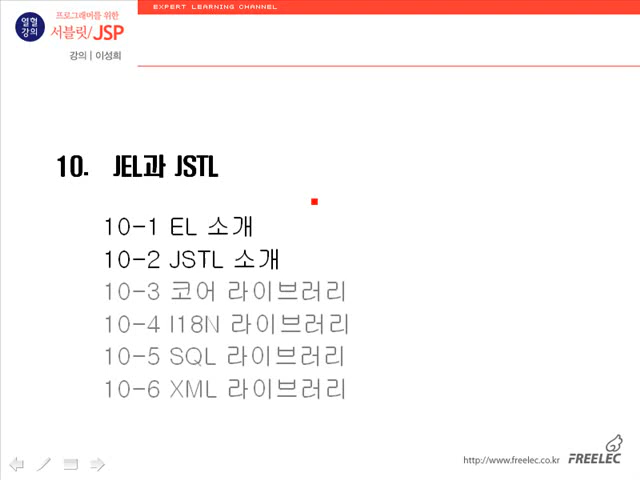 EXPERT LEARNING CHANNEL
열혈
강의
프로그래머를 위한
서블릿/JSP
강의 | 이성희
10. JEL과 JSTL
10-1 EL 소개
10-2 JSTL 소개
10-3 코어 라이브러리
10-4 I18N 라이브러리
10-5 SQL 라이브러리
10-6 XML 라이브러리
http://www.freelec.co.kr FREELEC